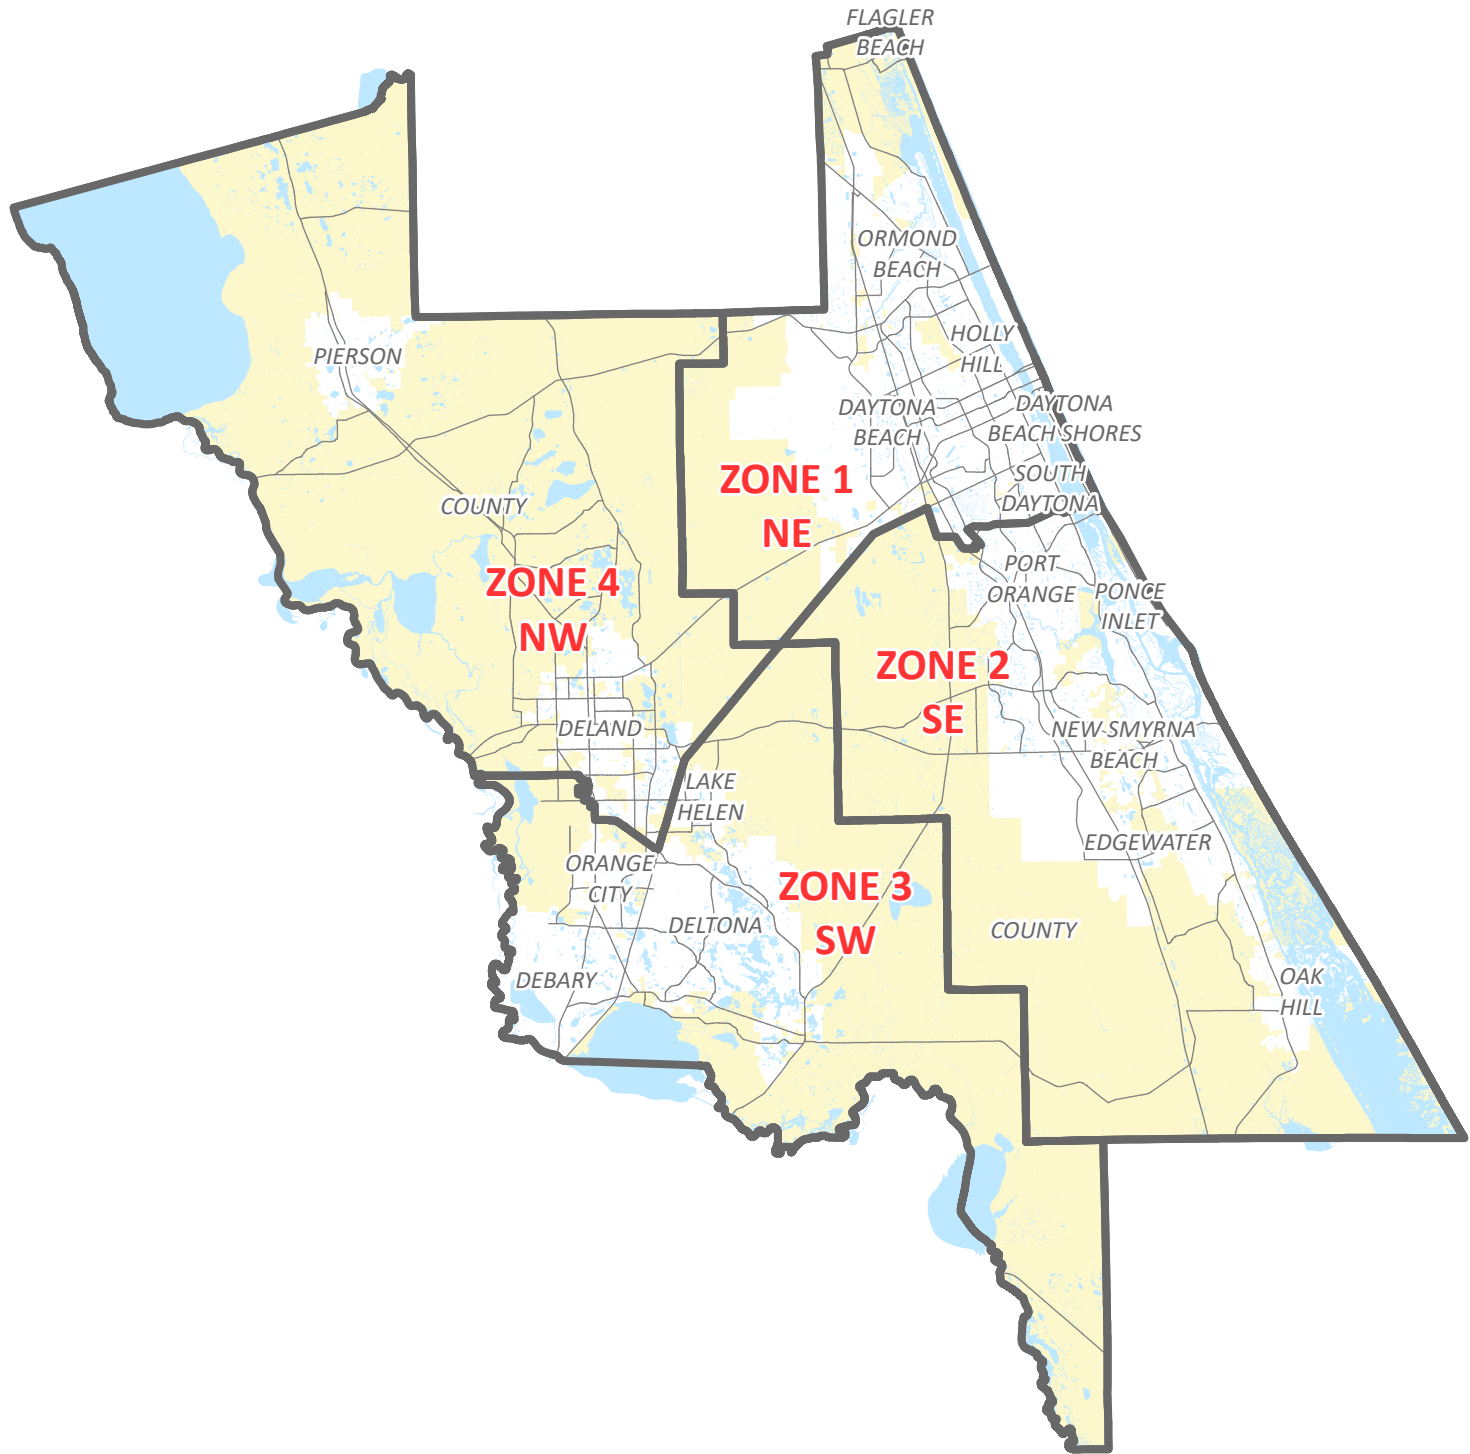 FLAGLER
BEACH
ORMOND
BEACH
HOLLY
HILL
PIERSON
DAYTONA
BEACH
DAYTONA
BEACH SHORES
ZONE 1
NE
SOUTH
DAYTONA
COUNTY
ZONE 4
NW
PORT
ORANGE
PONCE
INLET
ZONE 2
SE
DELAND
NEW SMYRNA
BEACH
LAKE
HELEN
EDGEWATER
ORANGE
CITY
ZONE 3
SW
DELTONA
COUNTY
DEBARY
OAK
HILL